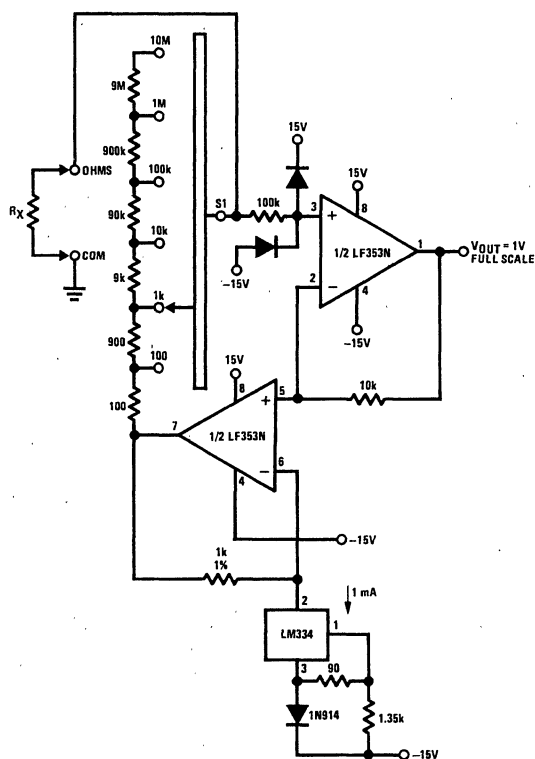 10M
9M
1M
900k
100k
90k
10k
9k
1k
900
100
100
OHMS
RX
COM
S1
100k
15V
-15V
3
+
2
-
15V
8
1/2 LF353N
1
4
-15V
VOUT = 1V
FULL SCALE
10k
15V
8
5
+
1/2 LF353N
7
-
6
4
-15V
1k
1%
2
1 mA
LM334
1
3
90
1N914
1.35k
-15V